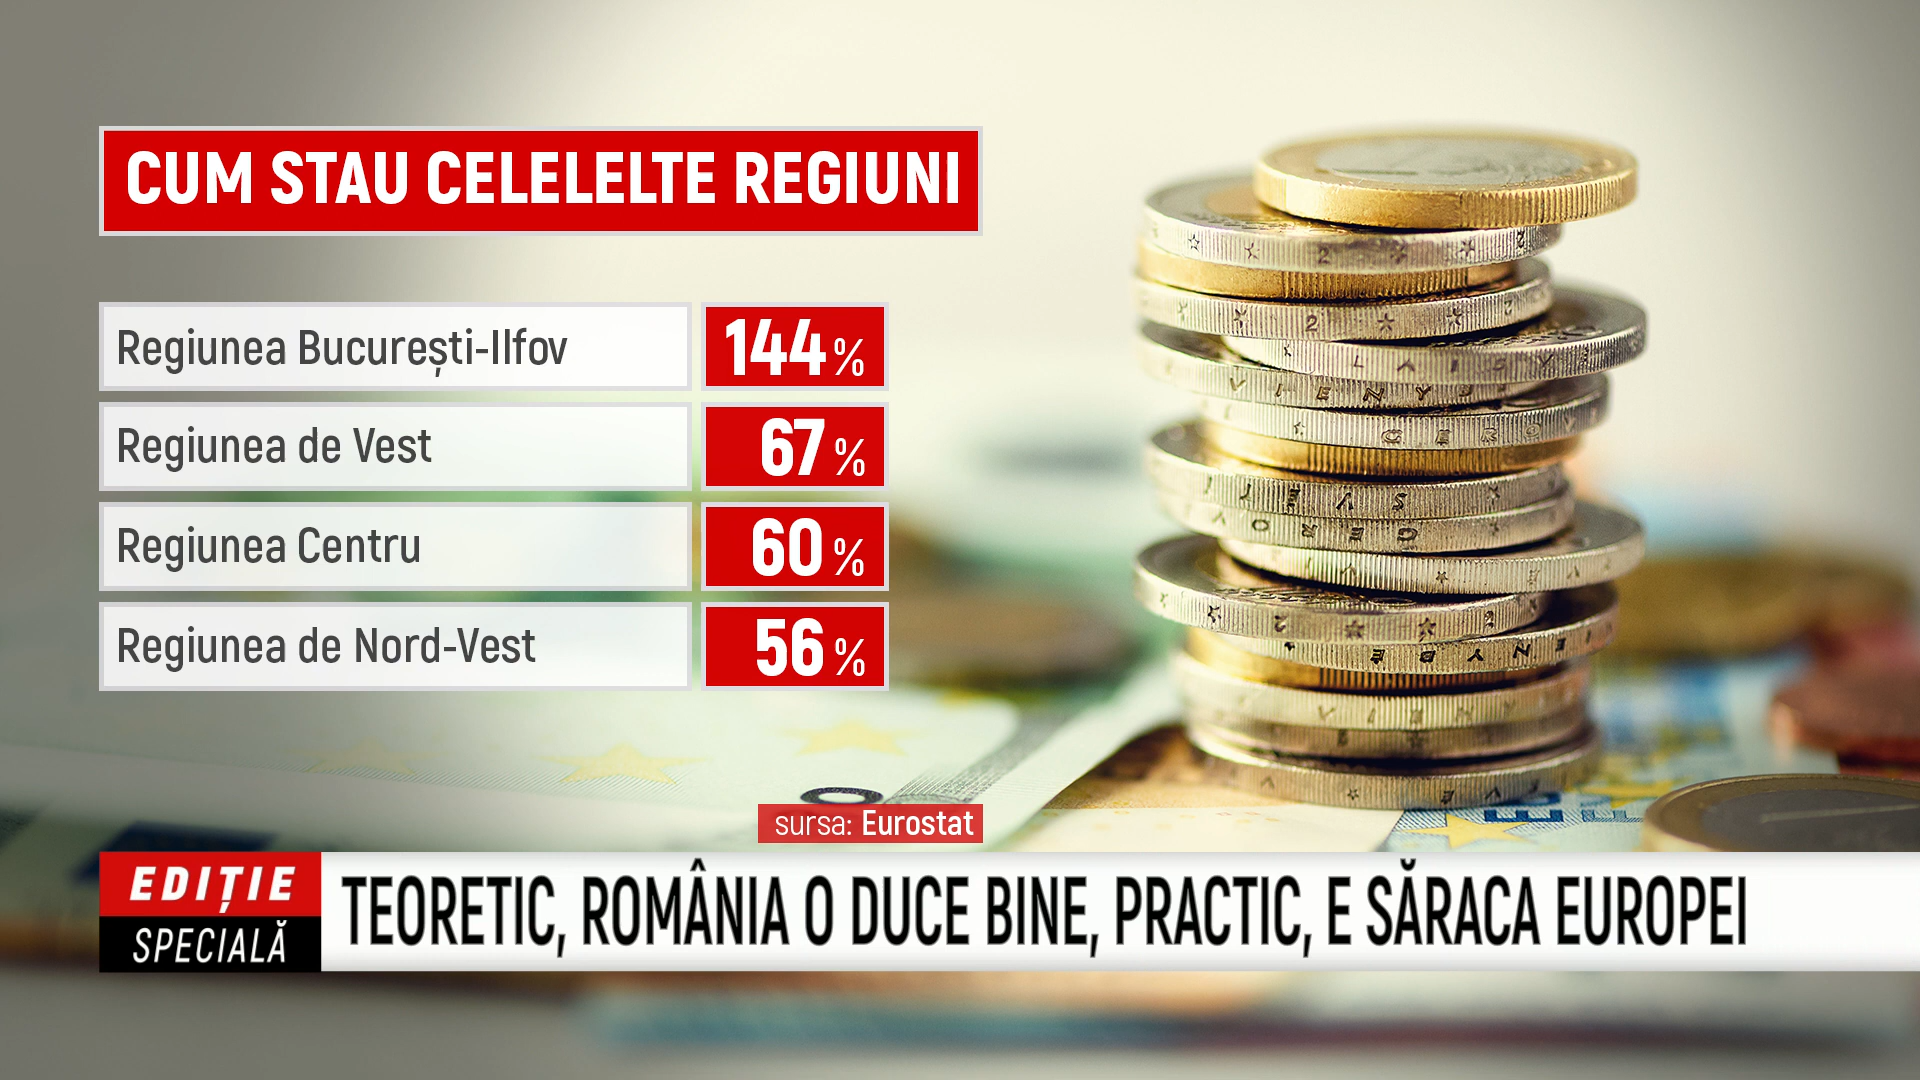 CUM STAU CELELELTE REGIUNI
Regiunea București-Ilfov 144%
Regiunea de Vest 67%
Regiunea Centru 60%
Regiunea de Nord-Vest 56%
sursa: Eurostat
EDIȚIE
SPECIALĂ
TEORETIC, ROMÂNIA O DUCE BINE, PRACTIC, E SĂRACA EUROPEI